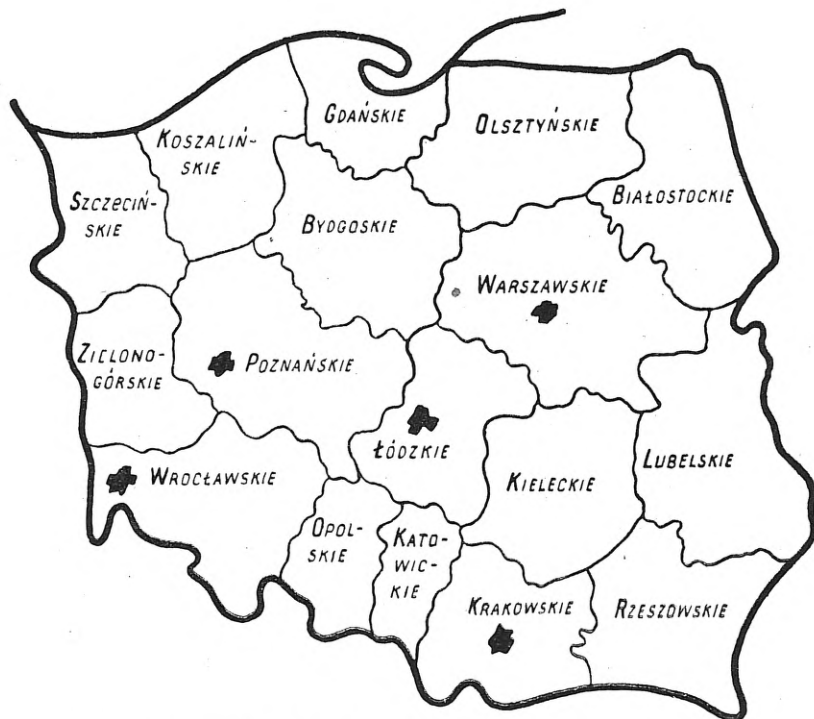 GDAŃSKIE
OLSZTYŃSKIE
KOSZALIŃ-
SKIE
SZCZECIŃ-
SKIE
BIAŁOSTOCKIE
BYDGOSKIE
WARSZAWSKIE
ZIELONO-
GÓRSKIE
POZNAŃSKIE
ŁÓDZKIE
LUBELSKIE
WROCŁAWSKIE
KIELECKIE
OPOL-
SKIE
KATO-
WIC-
KIE
KRAKOWSKIE
RZESZOWSKIE